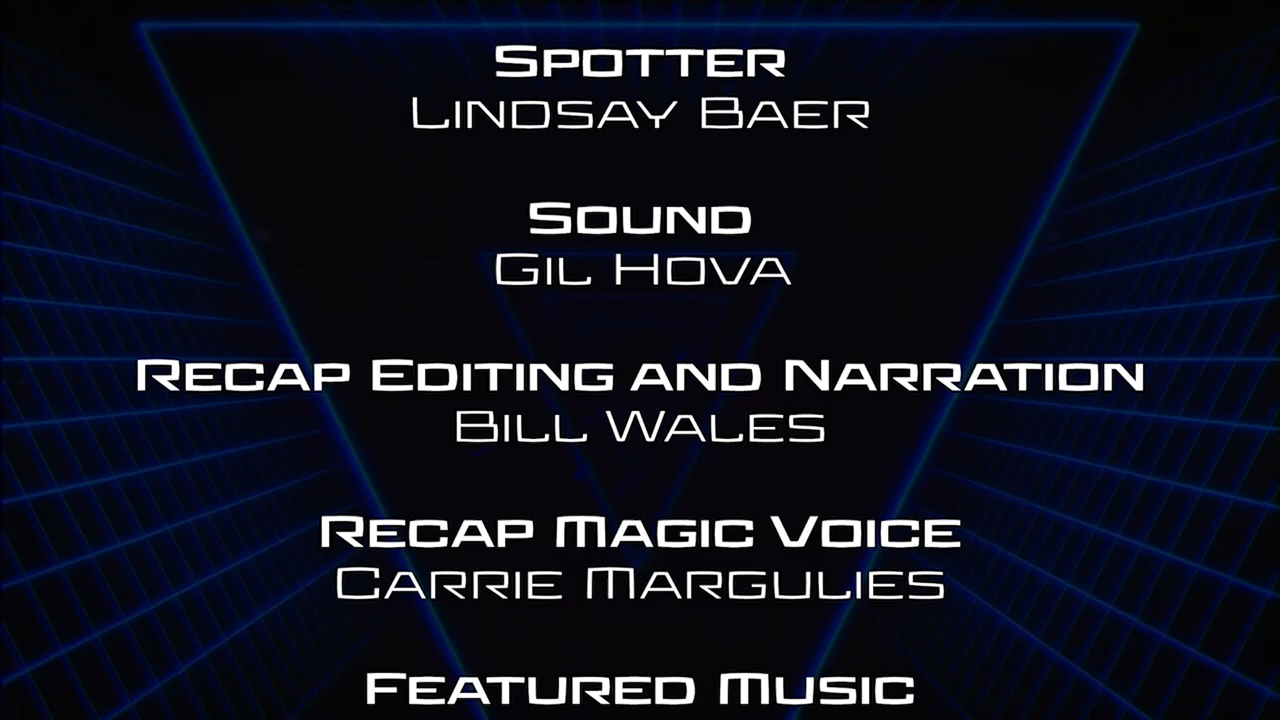 Spotter
Lindsay Baer
Sound
Gil Hova
Recap Editing and Narration
Bill Wales
Recap Magic Voice
Carrie Margulies
Featured Music